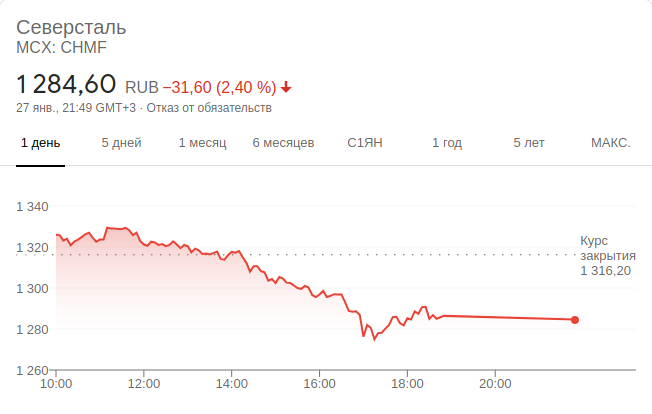 Северсталь
MCX: CHMF
1 284,60 RUB −31,60 (2,40 %)
27 янв., 21:49 GMT+3 · Отказ от обязательств
1 день 5 дней 1 месяц 6 месяцев С1ЯН 1 год 5 лет МАКС.
1 340
1 320
1 300
1 280
1 260
Курс
закрытия
1 316,20
10:00 12:00 14:00 16:00 18:00 20:00